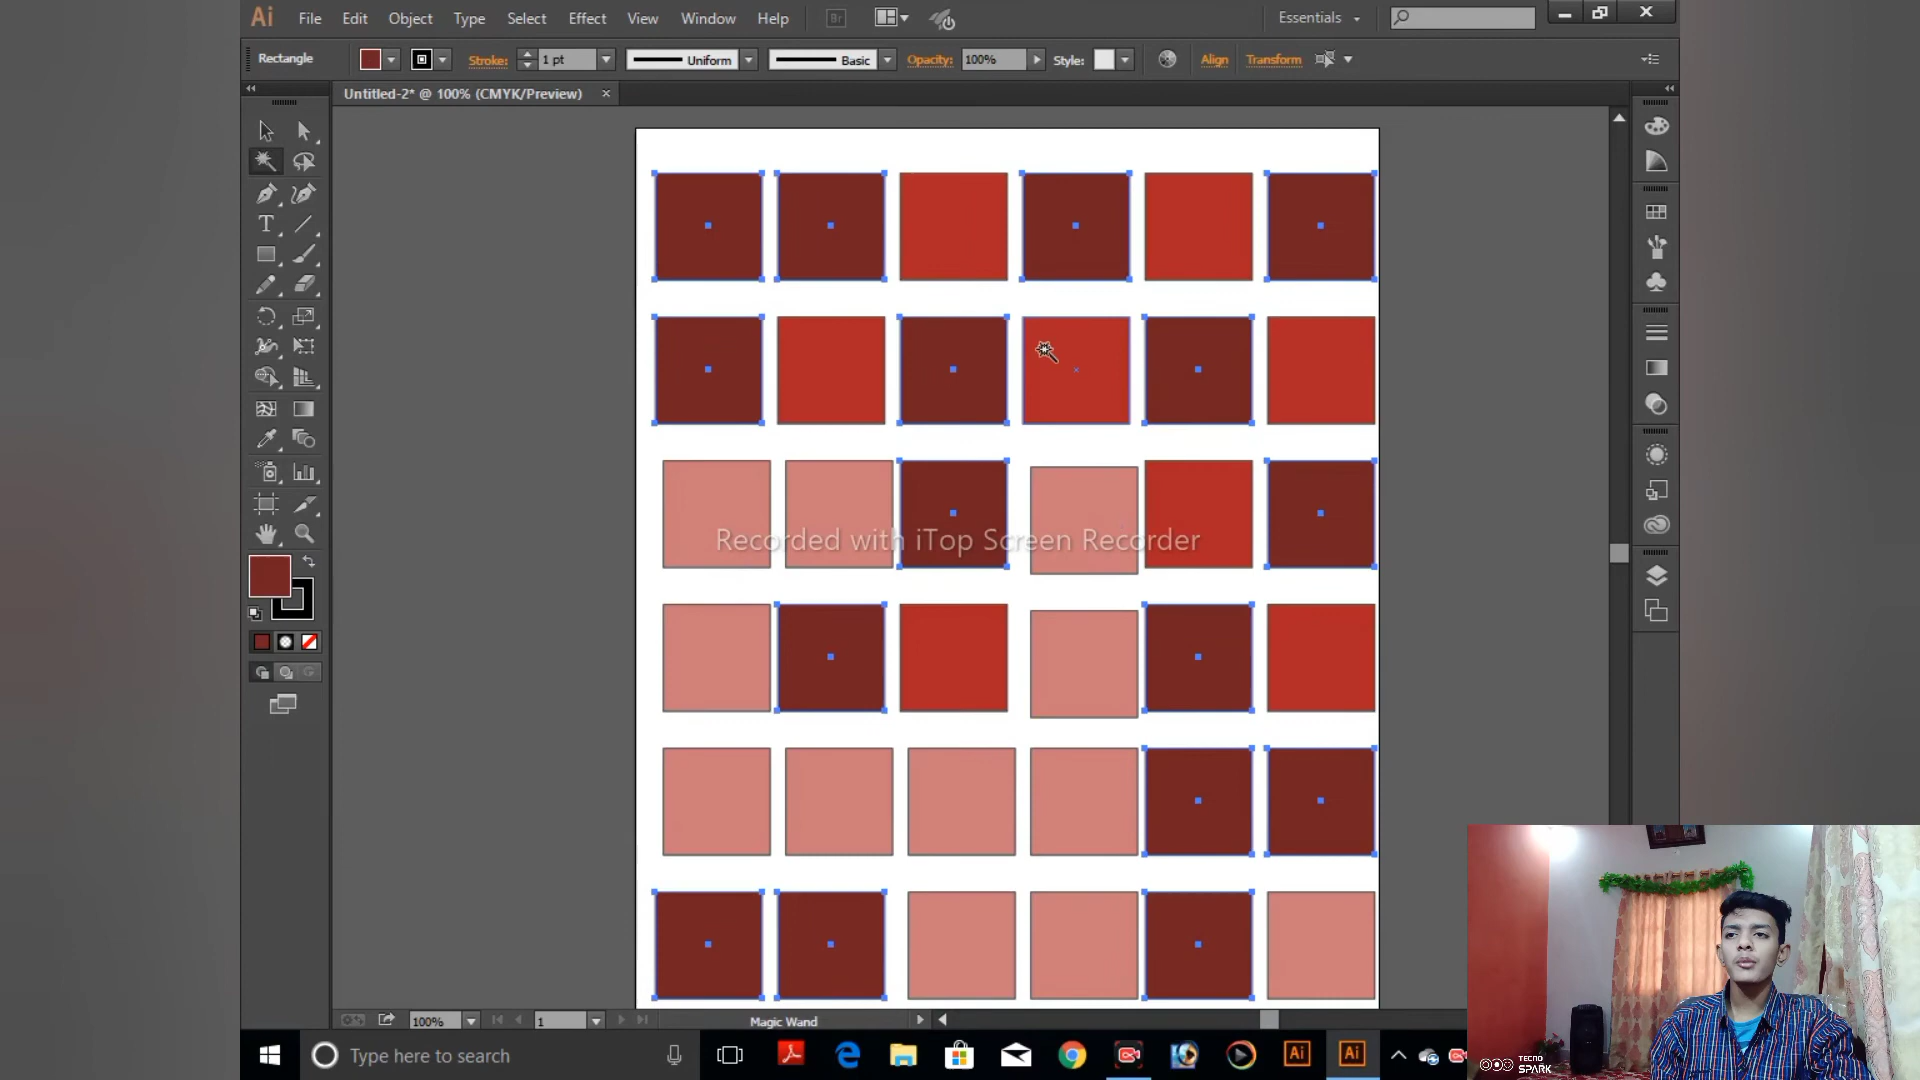 Ai File Edit Object Type Select Effect View Window Help Br Essentials
Rectangle Stroke: 1 pt Uniform Basic Opacity: 100% Style: Align Transform
Untitled-2* @ 100% (CMYK/Preview)
Recorded with iTop Screen Recorder
100% 1 Magic Wand
Type here to search
TECNO
SPARK